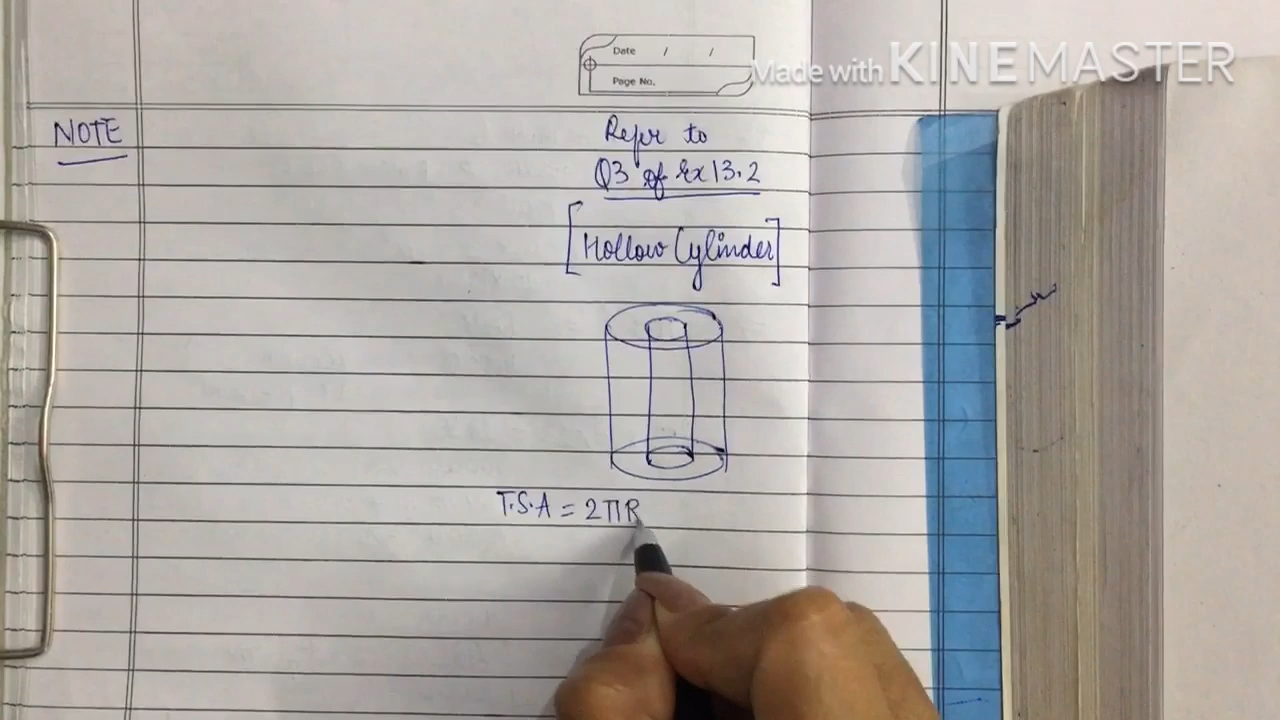 Date / /
Page No.
Made with KINEMASTER
NOTE
Refer to
Q3 of Ex 13.2
[Hollow Cylinder]
T.S.A = 2πR